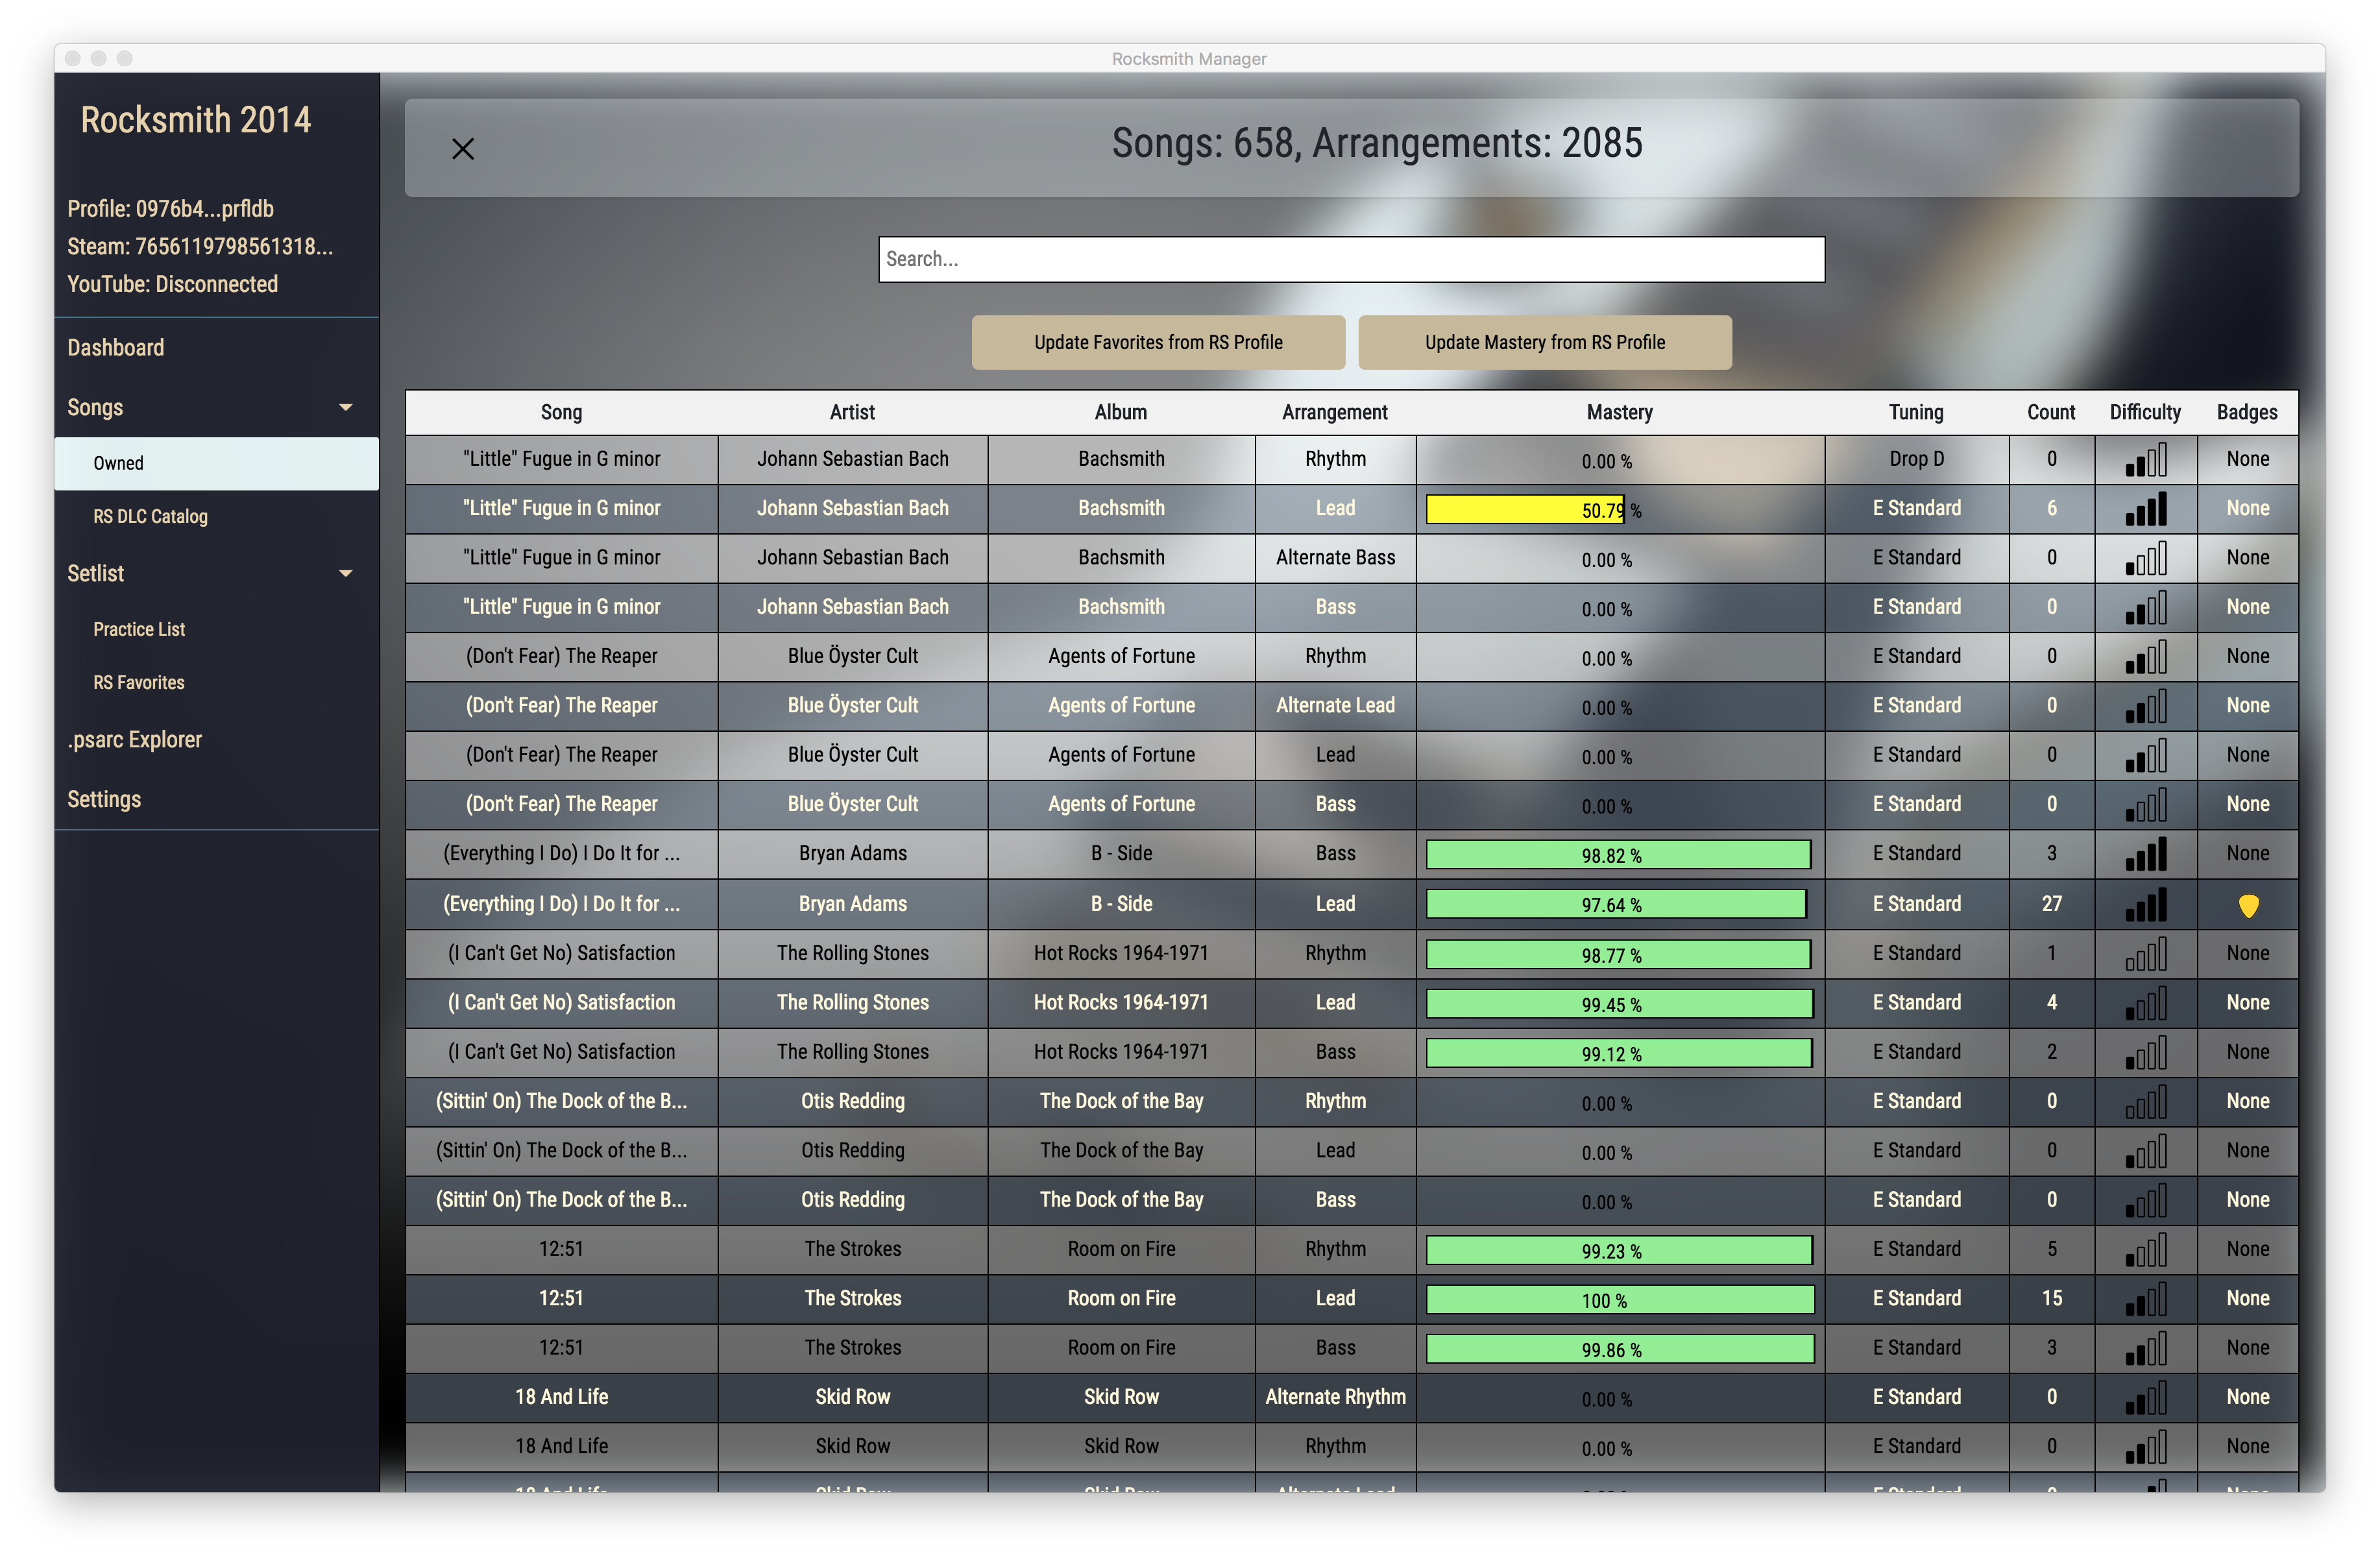 Rocksmith Manager
Rocksmith 2014
Profile: 0976b4...prfldb
Steam: 7656119798561318...
YouTube: Disconnected
Dashboard
Songs
Owned
RS DLC Catalog
Setlist
Practice List
RS Favorites
.psarc Explorer
Settings
Songs: 658, Arrangements: 2085
Search...
Update Favorites from RS Profile Update Mastery from RS Profile
Song Artist Album Arrangement Mastery Tuning Count Difficulty Badges
"Little" Fugue in G minor Johann Sebastian Bach Bachsmith Rhythm 0.00 % Drop D 0 None
"Little" Fugue in G minor Johann Sebastian Bach Bachsmith Lead 50.79 % E Standard 6 None
"Little" Fugue in G minor Johann Sebastian Bach Bachsmith Alternate Bass 0.00 % E Standard 0 None
"Little" Fugue in G minor Johann Sebastian Bach Bachsmith Bass 0.00 % E Standard 0 None
(Don't Fear) The Reaper Blue Öyster Cult Agents of Fortune Rhythm 0.00 % E Standard 0 None
(Don't Fear) The Reaper Blue Öyster Cult Agents of Fortune Alternate Lead 0.00 % E Standard 0 None
(Don't Fear) The Reaper Blue Öyster Cult Agents of Fortune Lead 0.00 % E Standard 0 None
(Don't Fear) The Reaper Blue Öyster Cult Agents of Fortune Bass 0.00 % E Standard 0 None
(Everything I Do) I Do It for ... Bryan Adams B - Side Bass 98.82 % E Standard 3 None
(Everything I Do) I Do It for ... Bryan Adams B - Side Lead 97.64 % E Standard 27
(I Can't Get No) Satisfaction The Rolling Stones Hot Rocks 1964-1971 Rhythm 98.77 % E Standard 1 None
(I Can't Get No) Satisfaction The Rolling Stones Hot Rocks 1964-1971 Lead 99.45 % E Standard 4 None
(I Can't Get No) Satisfaction The Rolling Stones Hot Rocks 1964-1971 Bass 99.12 % E Standard 2 None
(Sittin' On) The Dock of the B... Otis Redding The Dock of the Bay Rhythm 0.00 % E Standard 0 None
(Sittin' On) The Dock of the B... Otis Redding The Dock of the Bay Lead 0.00 % E Standard 0 None
(Sittin' On) The Dock of the B... Otis Redding The Dock of the Bay Bass 0.00 % E Standard 0 None
12:51 The Strokes Room on Fire Rhythm 99.23 % E Standard 5 None
12:51 The Strokes Room on Fire Lead 100 % E Standard 15 None
12:51 The Strokes Room on Fire Bass 99.86 % E Standard 3 None
18 And Life Skid Row Skid Row Alternate Rhythm 0.00 % E Standard 0 None
18 And Life Skid Row Skid Row Rhythm 0.00 % E Standard 0 None